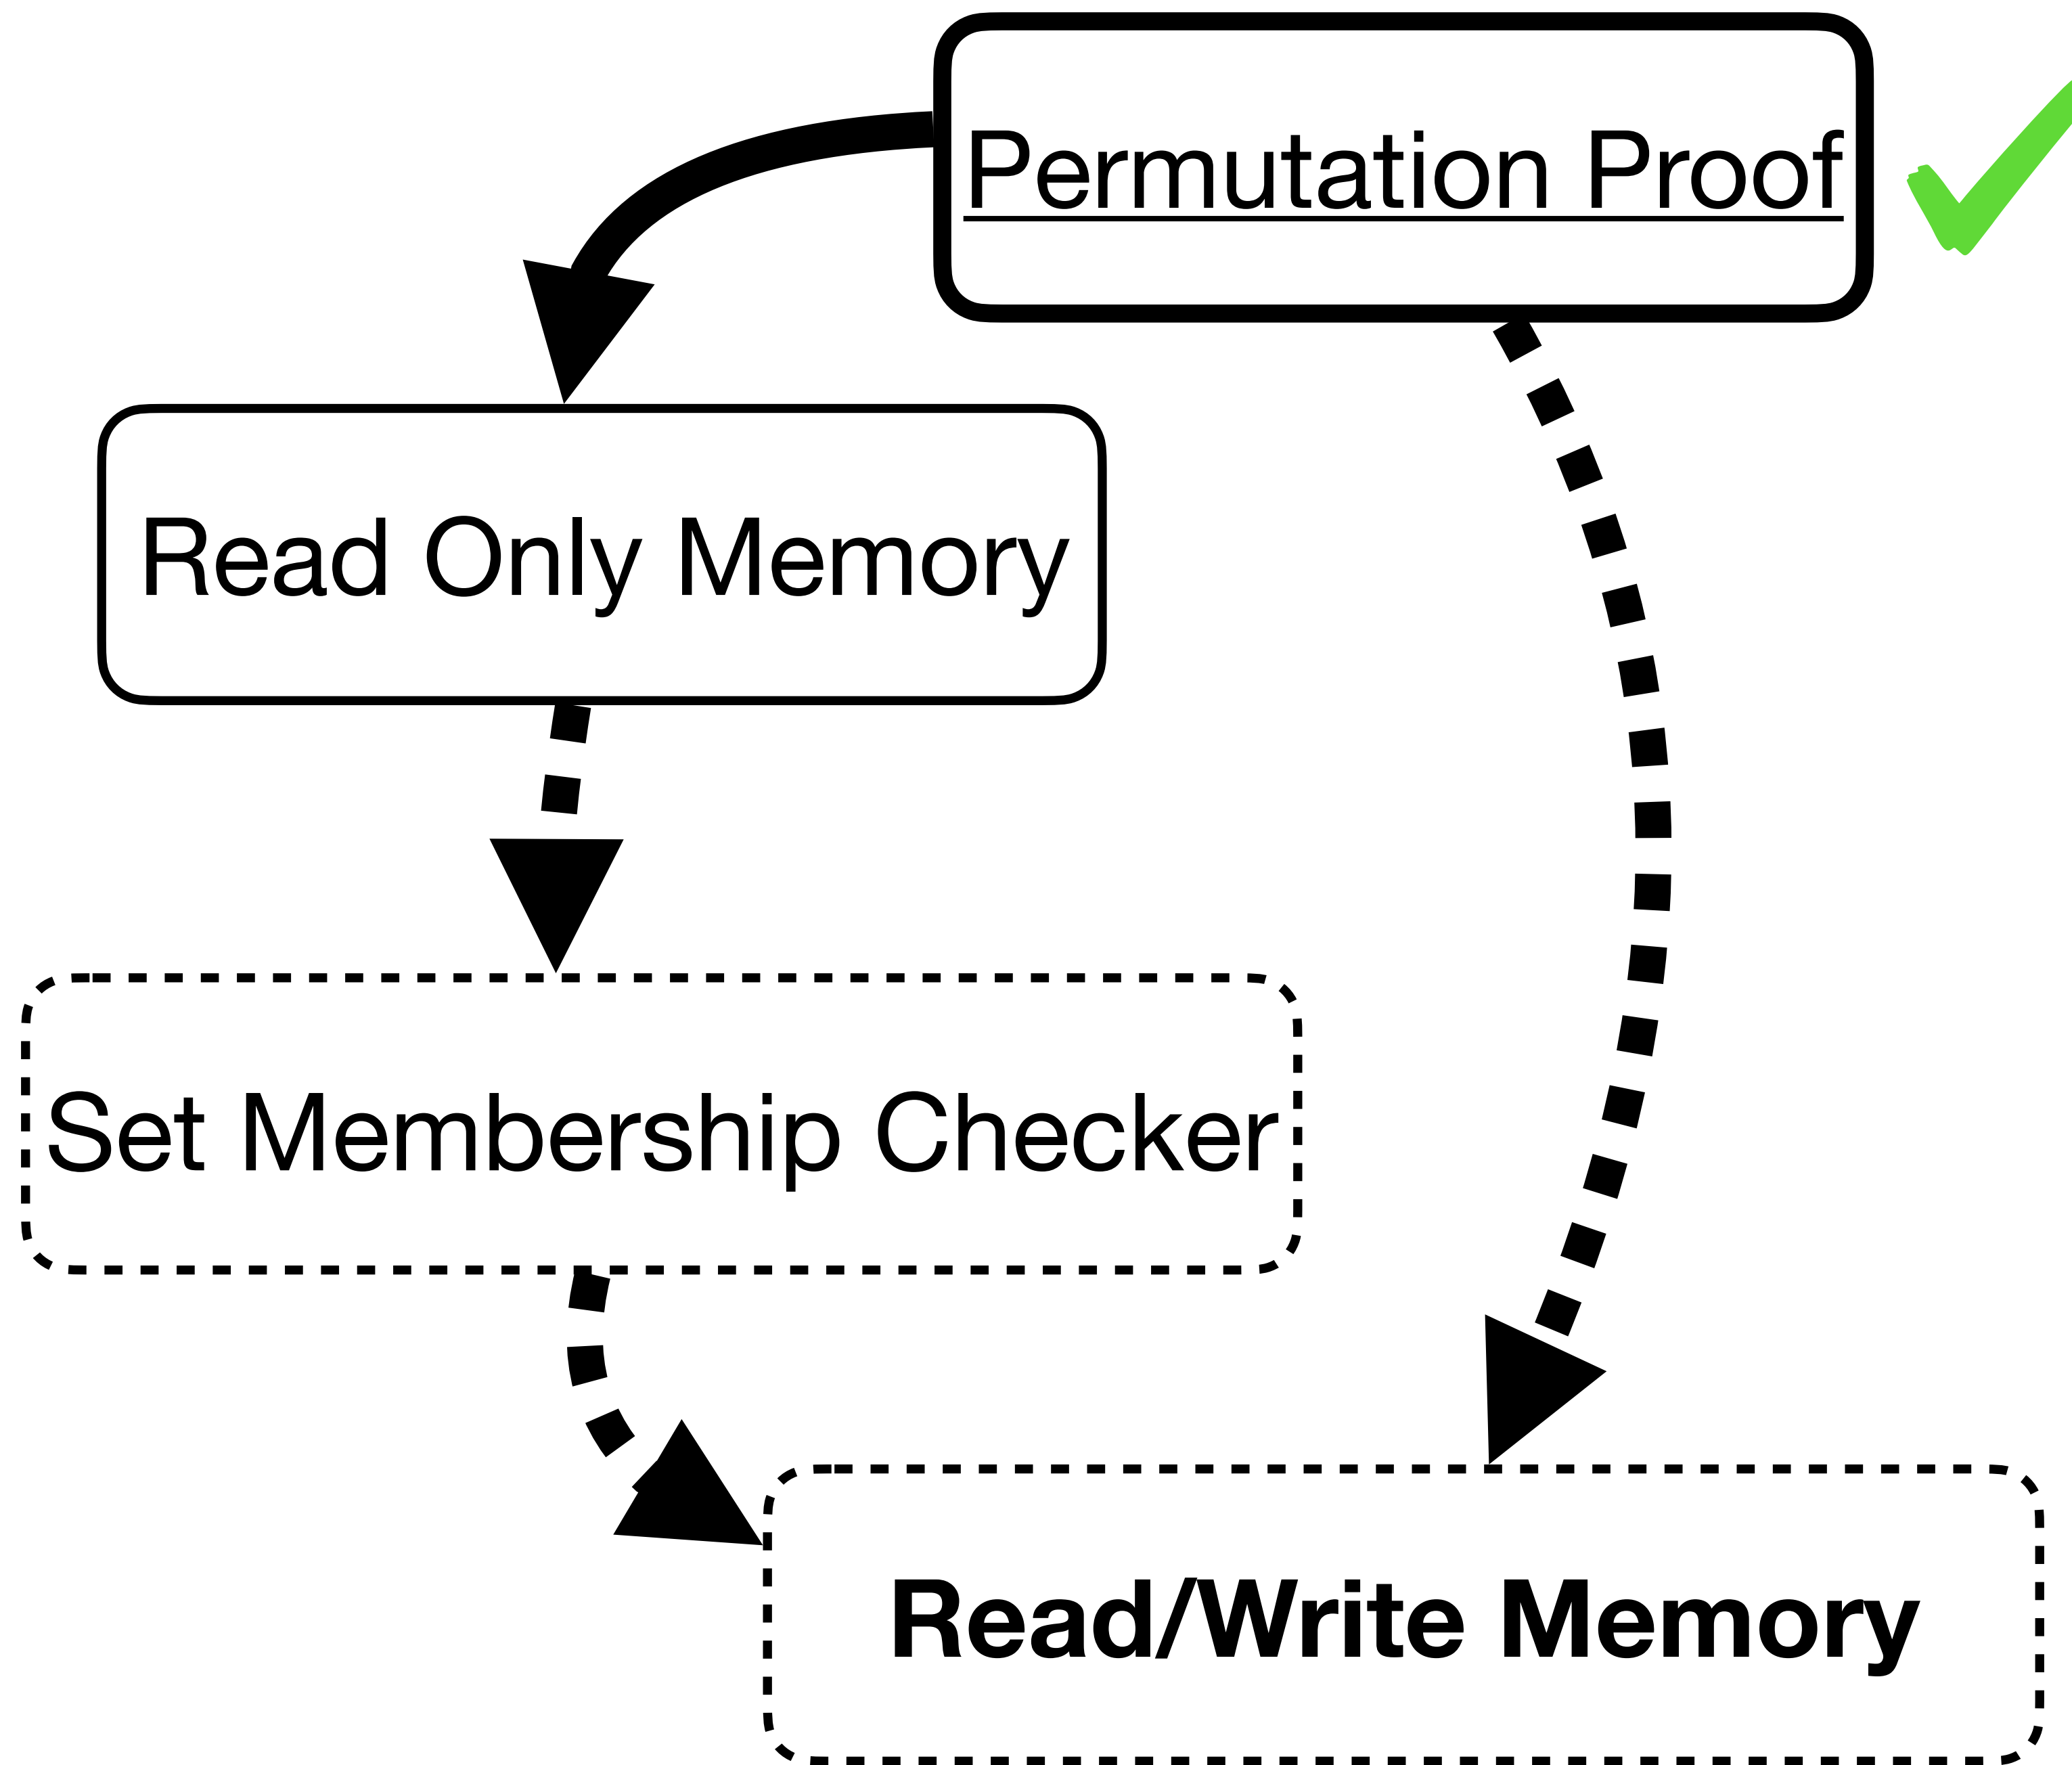 Permutation Proof
Read Only Memory
Set Membership Checker
Read/Write Memory